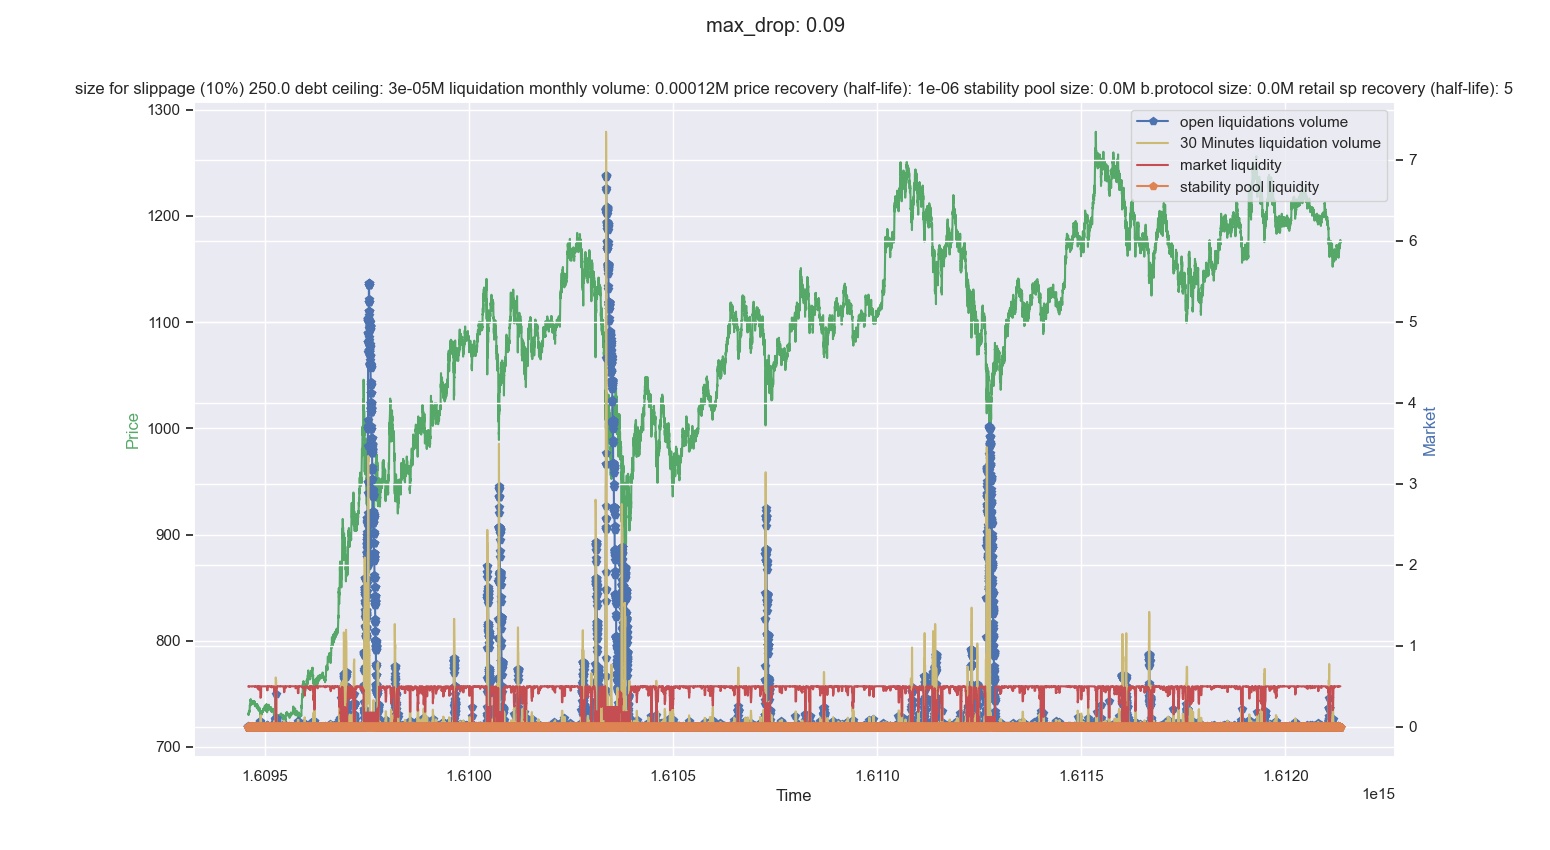 max_drop: 0.09
size for slippage (10%) 250.0 debt ceiling: 3e-05M liquidation monthly volume: 0.00012M price recovery (half-life): 1e-06 stability pool size: 0.0M b.protocol size: 0.0M retail sp recovery (half-life): 5
open liquidations volume
30 Minutes liquidation volume
market liquidity
stability pool liquidity
1300
1200
1100
1000
900
800
700
Price
7
6
5
4
3
2
1
0
Market
1.6095 1.6100 1.6105 1.6110 1.6115 1.6120
1e15
Time